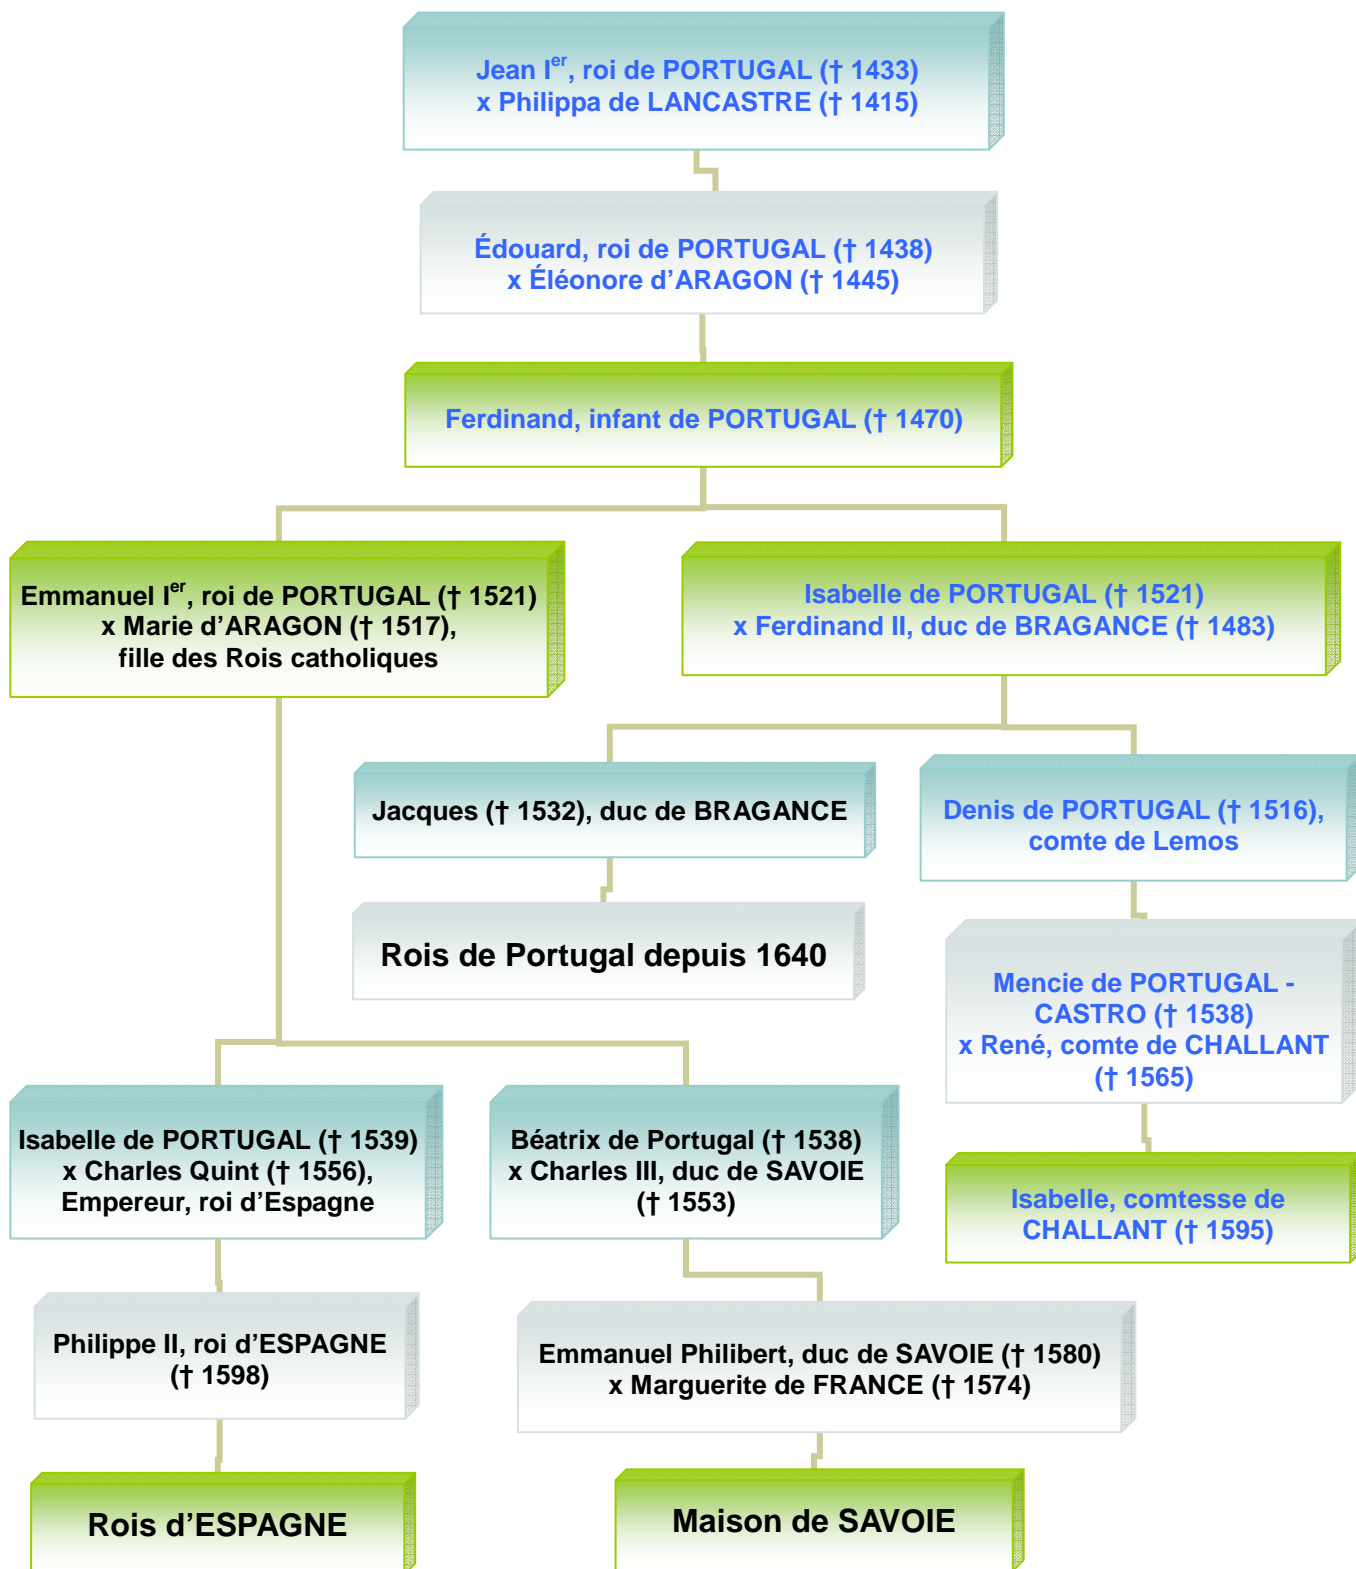 Jean Ier, roi de PORTUGAL († 1433)
x Philippa de LANCASTRE († 1415)
Édouard, roi de PORTUGAL († 1438)
x Éléonore d’ARAGON († 1445)
Ferdinand, infant de PORTUGAL († 1470)
Emmanuel Ier, roi de PORTUGAL († 1521)
x Marie d’ARAGON († 1517),
fille des Rois catholiques
Isabelle de PORTUGAL († 1521)
x Ferdinand II, duc de BRAGANCE († 1483)
Jacques († 1532), duc de BRAGANCE
Denis de PORTUGAL († 1516),
comte de Lemos
Rois de Portugal depuis 1640
Mencie de PORTUGAL -
CASTRO († 1538)
x René, comte de CHALLANT
(† 1565)
Isabelle de PORTUGAL († 1539)
x Charles Quint († 1556),
Empereur, roi d’Espagne
Béatrix de Portugal († 1538)
x Charles III, duc de SAVOIE
(† 1553)
Isabelle, comtesse de
CHALLANT († 1595)
Philippe II, roi d’ESPAGNE
(† 1598)
Emmanuel Philibert, duc de SAVOIE († 1580)
x Marguerite de FRANCE († 1574)
Rois d’ESPAGNE
Maison de SAVOIE